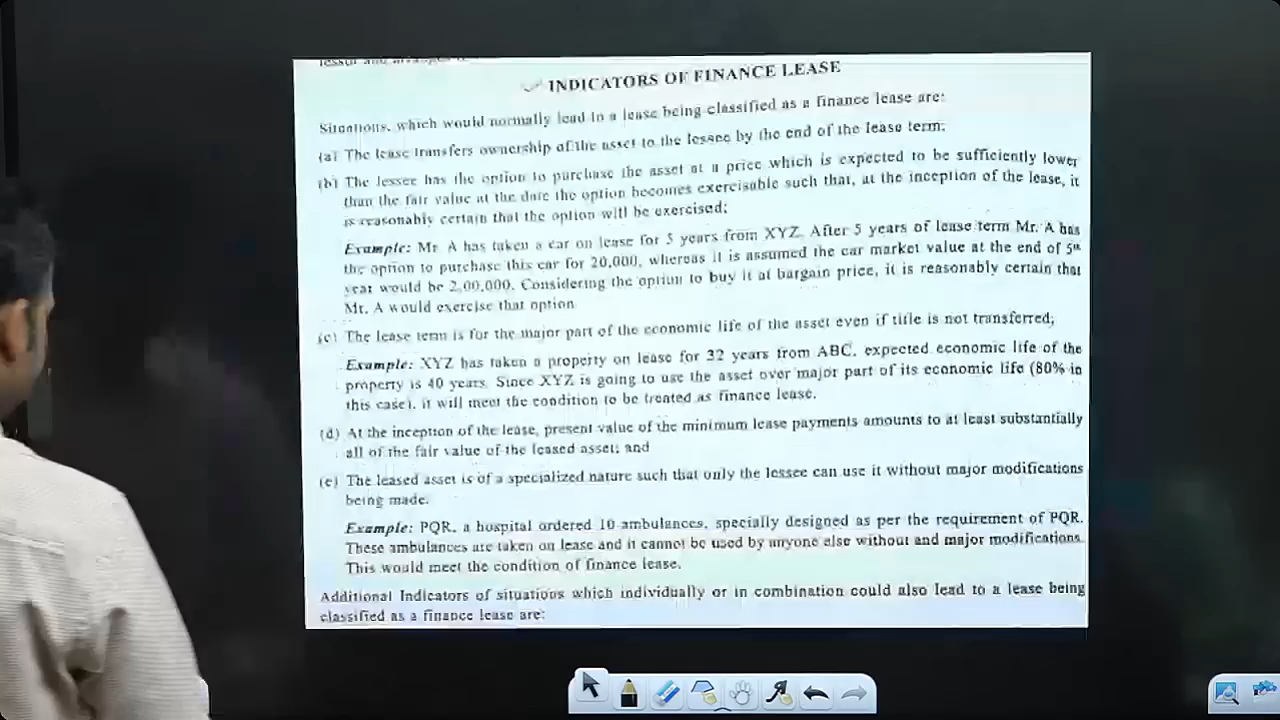 INDICATORS OF FINANCE LEASE
Situations, which would normally lead to a lease being classified as a finance lease are:
(a) The lease transfers ownership of the asset to the lessee by the end of the lease term;
(b) The lessee has the option to purchase the asset at a price which is expected to be sufficiently lower
than the fair value at the date the option becomes exercisable such that, at the inception of the lease, it
is reasonably certain that the option will be exercised;
Example: Mr. A has taken a car on lease for 5 years from XYZ. After 5 years of lease term Mr. A has
the option to purchase this car for 20,000, whereas it is assumed the car market value at the end of 5th
year would be 2,00,000. Considering the option to buy it at bargain price, it is reasonably certain that
Mr. A would exercise that option
(c) The lease term is for the major part of the economic life of the asset even if title is not transferred;
Example: XYZ has taken a property on lease for 32 years from ABC, expected economic life of the
property is 40 years. Since XYZ is going to use the asset over major part of its economic life (80% in
this case), it will meet the condition to be treated as finance lease.
(d) At the inception of the lease, present value of the minimum lease payments amounts to at least substantially
all of the fair value of the leased asset; and
(e) The leased asset is of a specialized nature such that only the lessee can use it without major modifications
being made.
Example: PQR, a hospital ordered 10 ambulances, specially designed as per the requirement of PQR.
These ambulances are taken on lease and it cannot be used by anyone else without and major modifications.
This would meet the condition of finance lease.
Additional Indicators of situations which individually or in combination could also lead to a lease being
classified as a finance lease are: